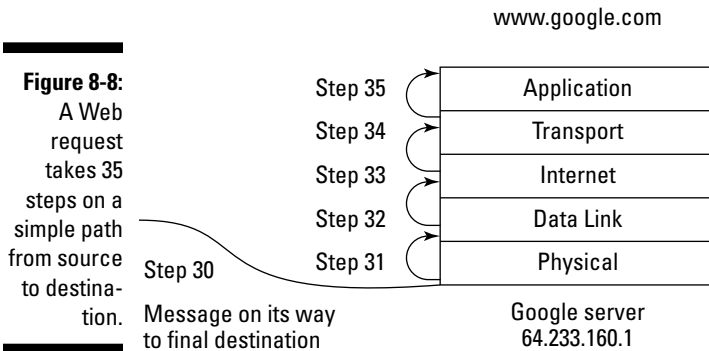 www.google.com
Figure 8-8:
A Web
request
takes 35
steps on a
simple path
from source
to destina-
tion.
Step 35
Application
Step 34
Transport
Step 33
Internet
Step 32
Data Link
Step 31
Physical
Step 30
Message on its way
to final destination
Google server
64.233.160.1